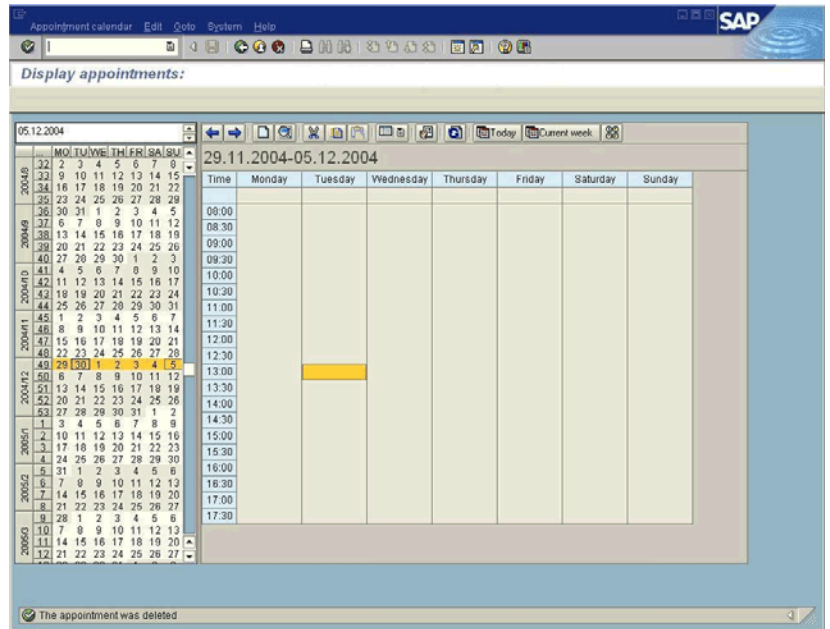 Appointment calendar Edit Goto System Help
SAP
Display appointments:
05.12.2004
Today Current week
29.11.2004-05.12.2004
MO TU WE TH FR SA SU
2004/8
32 2 3 4 5 6 7 8
33 9 10 11 12 13 14 15
34 16 17 18 19 20 21 22
35 23 24 25 26 27 28 29
2004/9
36 30 31 1 2 3 4 5
37 6 7 8 9 10 11 12
38 13 14 15 16 17 18 19
39 20 21 22 23 24 25 26
40 27 28 29 30 1 2 3
2004/10
41 4 5 6 7 8 9 10
42 11 12 13 14 15 16 17
43 18 19 20 21 22 23 24
44 25 26 27 28 29 30 31
2004/11
45 1 2 3 4 5 6 7
46 8 9 10 11 12 13 14
47 15 16 17 18 19 20 21
48 22 23 24 25 26 27 28
2004/12
49 29 30 1 2 3 4 5
50 6 7 8 9 10 11 12
51 13 14 15 16 17 18 19
52 20 21 22 23 24 25 26
53 27 28 29 30 31 1 2
2005/1
1 3 4 5 6 7 8 9
2 10 11 12 13 14 15 16
3 17 18 19 20 21 22 23
4 24 25 26 27 28 29 30
2005/2
5 31 1 2 3 4 5 6
6 7 8 9 10 11 12 13
7 14 15 16 17 18 19 20
8 21 22 23 24 25 26 27
2005/3
9 28 1 2 3 4 5 6
10 7 8 9 10 11 12 13
11 14 15 16 17 18 19 20
12 21 22 23 24 25 26 27
Time Monday Tuesday Wednesday Thursday Friday Saturday Sunday
08:00
08:30
09:00
09:30
10:00
10:30
11:00
11:30
12:00
12:30
13:00
13:30
14:00
14:30
15:00
15:30
16:00
16:30
17:00
17:30
The appointment was deleted